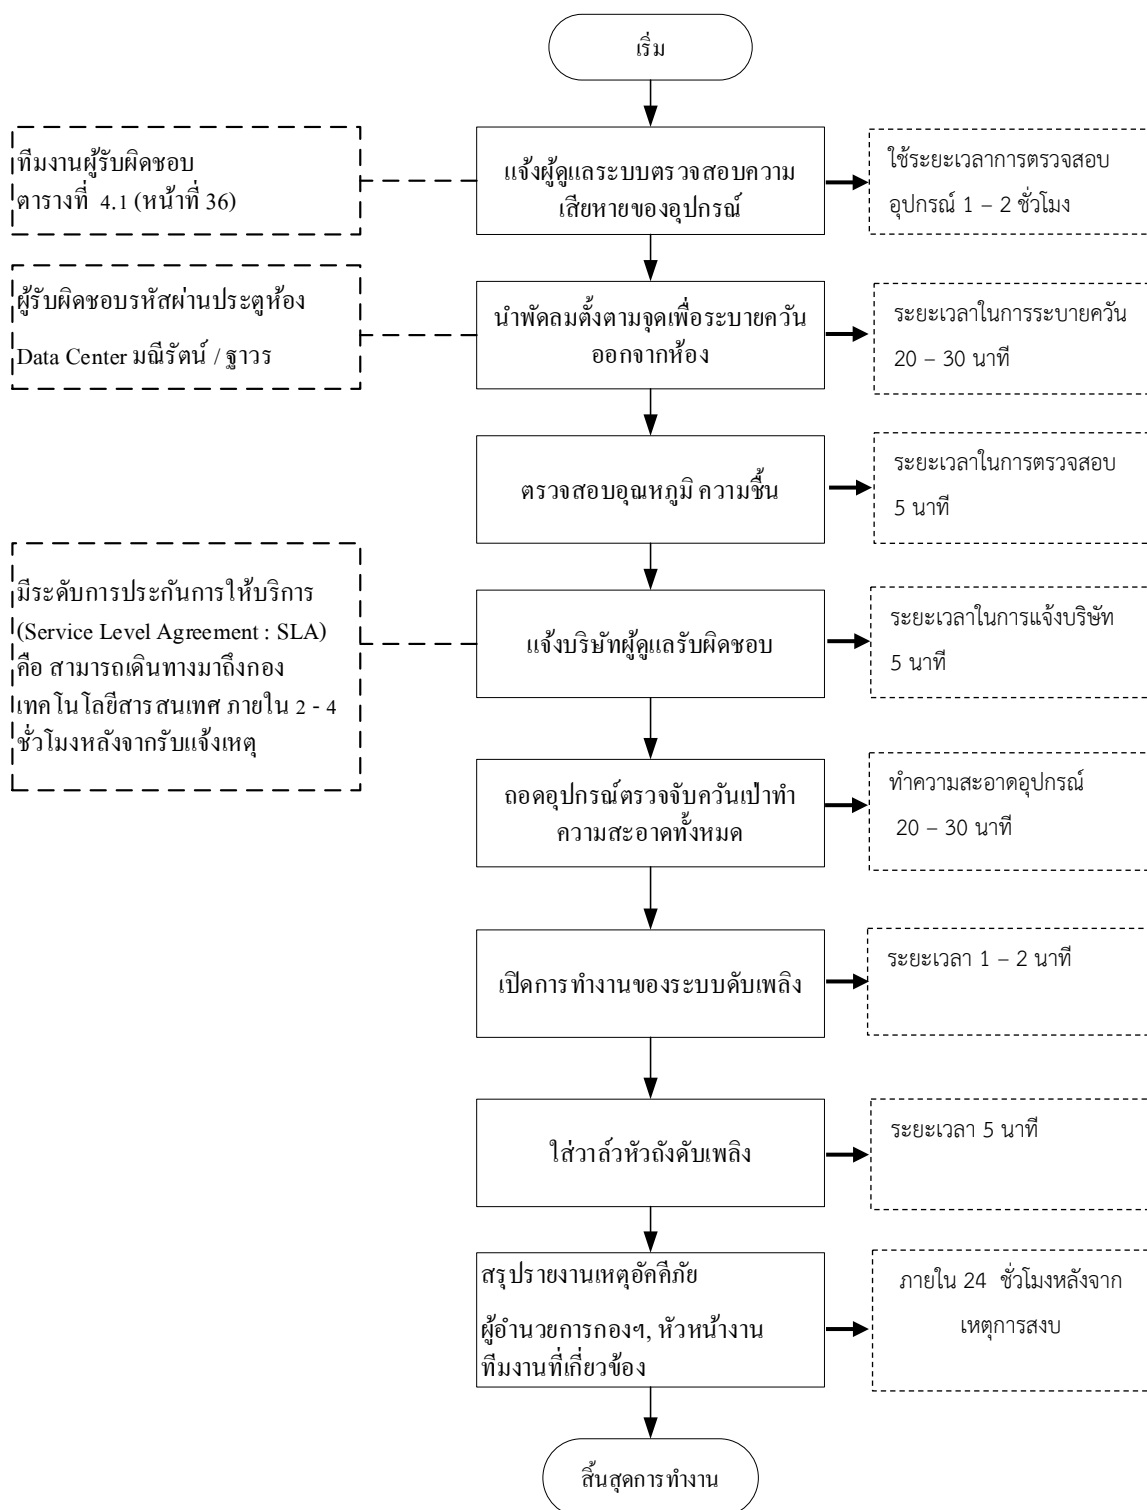 เริ่ม
ทีมงานผู้รับผิดชอบ
ตารางที่ 4.1 (หน้าที่ 36)
แจ้งผู้ดูแลระบบตรวจสอบความ
เสียหายของอุปกรณ์
ใช้ระยะเวลาการตรวจสอบ
อุปกรณ์ 1 – 2 ชั่วโมง
ผู้รับผิดชอบรหัสผ่านประตูห้อง
Data Center มณีรัตน์ / ฐาวร
นำพัดลมตั้งตามจุดเพื่อระบายควัน
ออกจากห้อง
ระยะเวลาในการระบายควัน
20 – 30 นาที
ตรวจสอบอุณหภูมิ ความชื้น
ระยะเวลาในการตรวจสอบ
5 นาที
มีระดับการประกันการให้บริการ
(Service Level Agreement : SLA)
คือ สามารถเดินทางมาถึงกอง
เทคโนโลยีสารสนเทศ ภายใน 2 - 4
ชั่วโมงหลังจากรับแจ้งเหตุ
แจ้งบริษัทผู้ดูแลรับผิดชอบ
ระยะเวลาในการแจ้งบริษัท
5 นาที
ถอดอุปกรณ์ตรวจจับควันเป่าทำ
ความสะอาดทั้งหมด
ทำความสะอาดอุปกรณ์
20 – 30 นาที
เปิดการทำงานของระบบดับเพลิง
ระยะเวลา 1 – 2 นาที
ใส่วาล์วหัวถังดับเพลิง
ระยะเวลา 5 นาที
สรุปรายงานเหตุอัคคีภัย
ผู้อำนวยการกองฯ, หัวหน้างาน
ทีมงานที่เกี่ยวข้อง
ภายใน 24 ชั่วโมงหลังจาก
เหตุการสงบ
สิ้นสุดการทำงาน